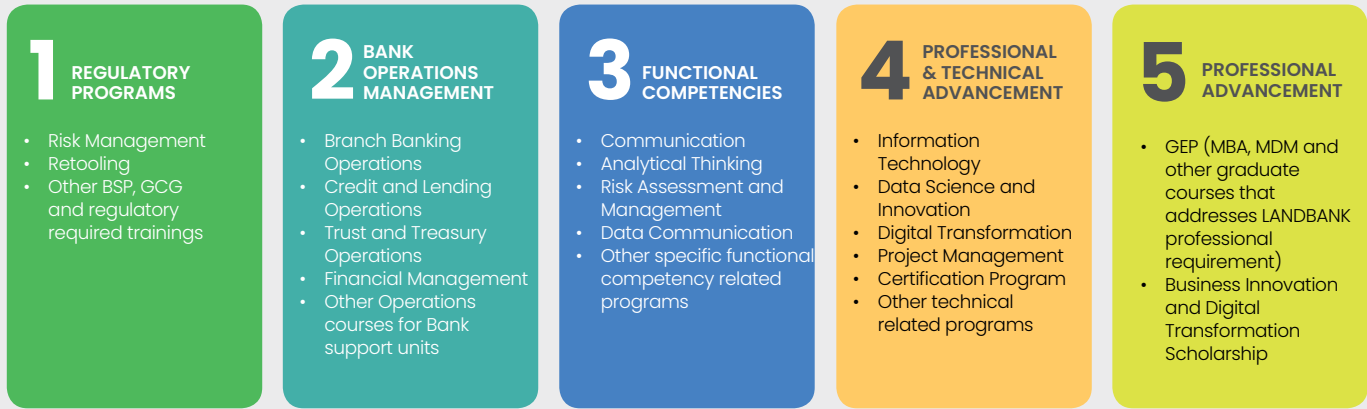 1 REGULATORY
PROGRAMS
• Risk Management
• Retooling
• Other BSP, GCG
and regulatory
required trainings
2 BANK
OPERATIONS
MANAGEMENT
• Branch Banking
Operations
• Credit and Lending
Operations
• Trust and Treasury
Operations
• Financial Management
• Other Operations
courses for Bank
support units
3 FUNCTIONAL
COMPETENCIES
• Communication
• Analytical Thinking
• Risk Assessment and
Management
• Data Communication
• Other specific functional
competency related
programs
4 PROFESSIONAL
& TECHNICAL
ADVANCEMENT
• Information
Technology
• Data Science and
Innovation
• Digital Transformation
• Project Management
• Certification Program
• Other technical
related programs
5 PROFESSIONAL
ADVANCEMENT
• GEP (MBA, MDM and
other graduate
courses that
addresses LANDBANK
professional
requirement)
• Business Innovation
and Digital
Transformation
Scholarship